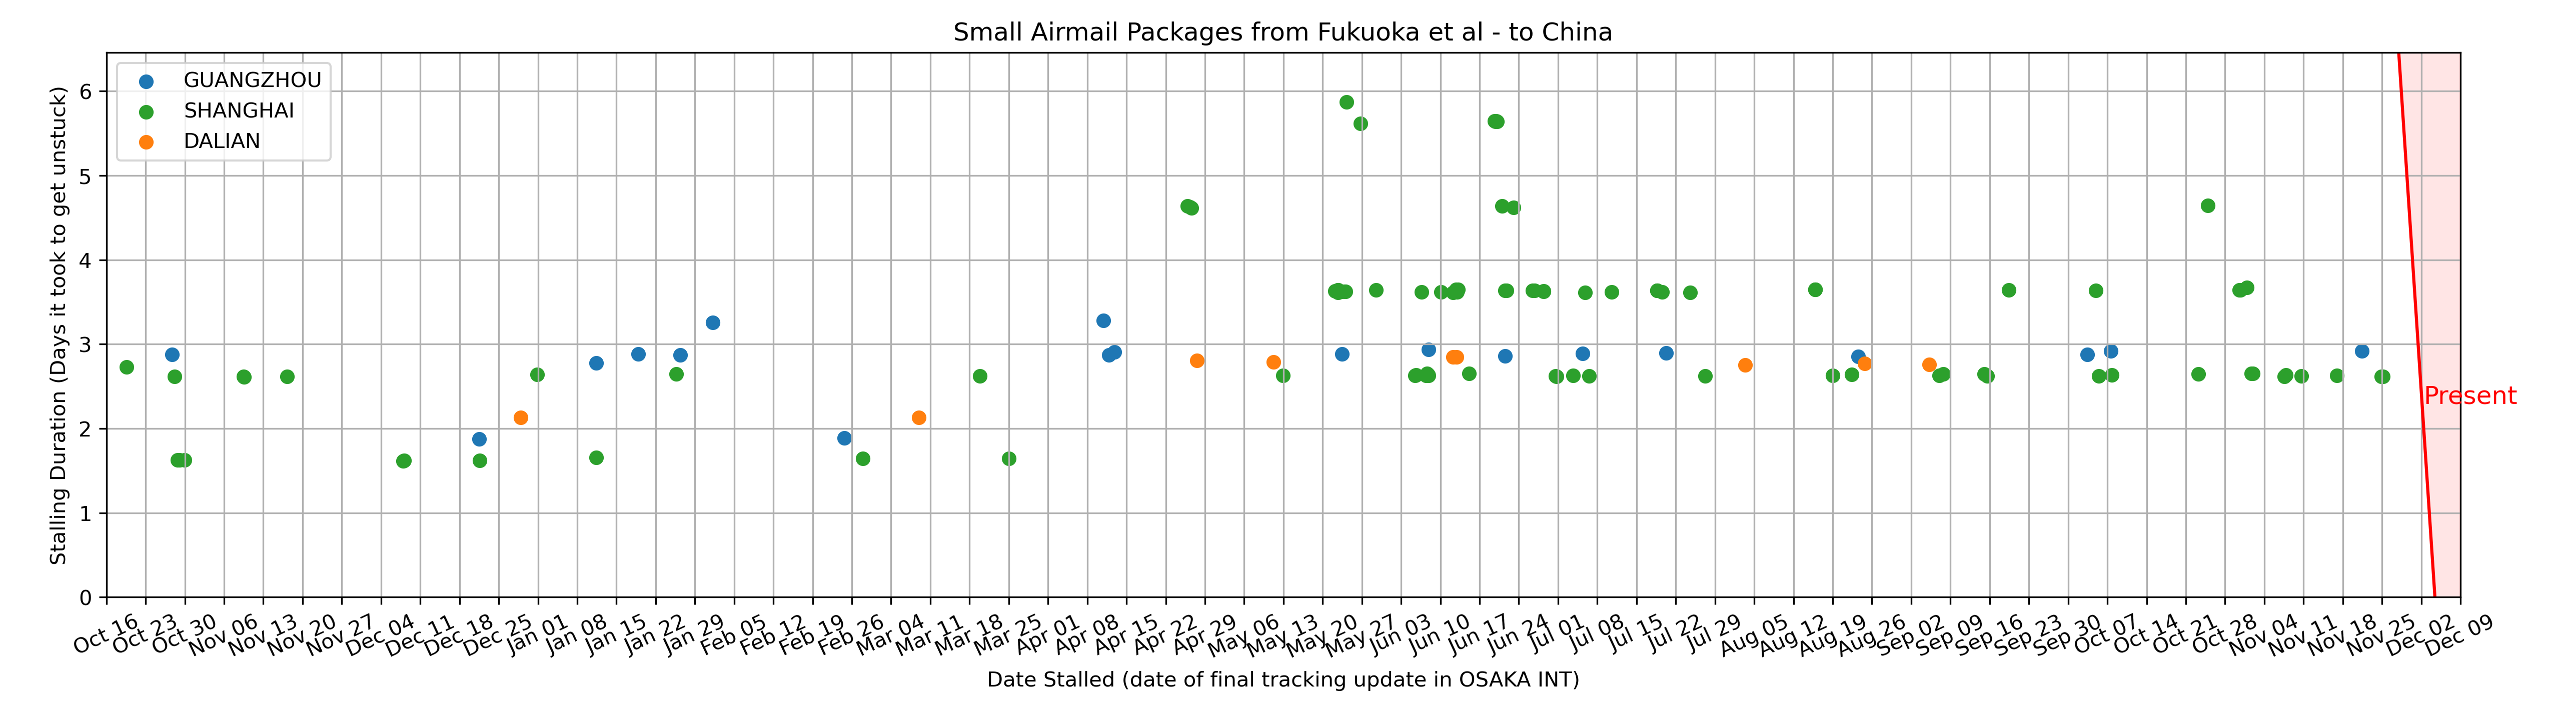 Small Airmail Packages from Fukuoka et al - to China
GUANGZHOU
SHANGHAI
DALIAN
Stalling Duration (Days it took to get unstuck)
6
5
4
3
2
1
0
Present
Oct 16 Oct 23 Oct 30 Nov 06 Nov 13 Nov 20 Nov 27 Dec 04 Dec 11 Dec 18 Dec 25 Jan 01 Jan 08 Jan 15 Jan 22 Jan 29 Feb 05 Feb 12 Feb 19 Feb 26 Mar 04 Mar 11 Mar 18 Mar 25 Apr 01 Apr 08 Apr 15 Apr 22 Apr 29 May 06 May 13 May 20 May 27 Jun 03 Jun 10 Jun 17 Jun 24 Jul 01 Jul 08 Jul 15 Jul 22 Jul 29 Aug 05 Aug 12 Aug 19 Aug 26 Sep 02 Sep 09 Sep 16 Sep 23 Sep 30 Oct 07 Oct 14 Oct 21 Oct 28 Nov 04 Nov 11 Nov 18 Nov 25 Dec 02 Dec 09
Date Stalled (date of final tracking update in OSAKA INT)